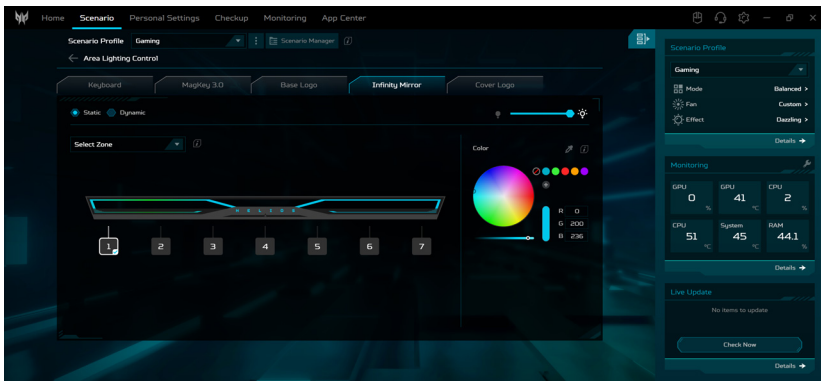 Home Scenario Personal Settings Checkup Monitoring App Center
Scenario Profile Gaming Scenario Manager
Area Lighting Control
Keyboard MagKey 3.0 Base Logo Infinity Mirror Cover Logo
Static Dynamic
Select Zone
Color
HELIOS
R 0
G 200
B 236
1 2 3 4 5 6 7
Scenario Profile
Gaming
Mode Balanced >
Fan Custom >
Effect Dazzling >
Details
Monitoring
GPU GPU CPU
0 % 41 °C 2 %
CPU System RAM
51 °C 45 °C 44.1 %
Details
Live Update
No items to update
Check Now
Details